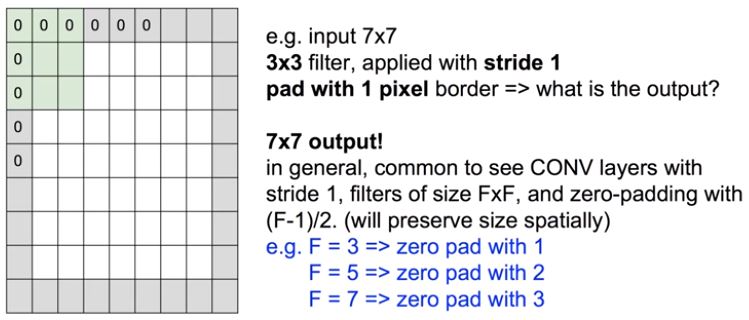 0 0 0 0 0 0
0
0
0
0
e.g. input 7x7
3x3 filter, applied with stride 1
pad with 1 pixel border => what is the output?
7x7 output!
in general, common to see CONV layers with
stride 1, filters of size FxF, and zero-padding with
(F-1)/2. (will preserve size spatially)
e.g. F = 3 => zero pad with 1
F = 5 => zero pad with 2
F = 7 => zero pad with 3